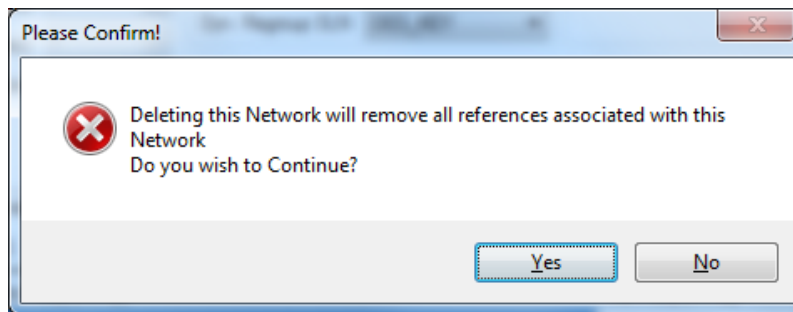 Please Confirm!
Deleting this Network will remove all references associated with this
Network
Do you wish to Continue?
Yes
No